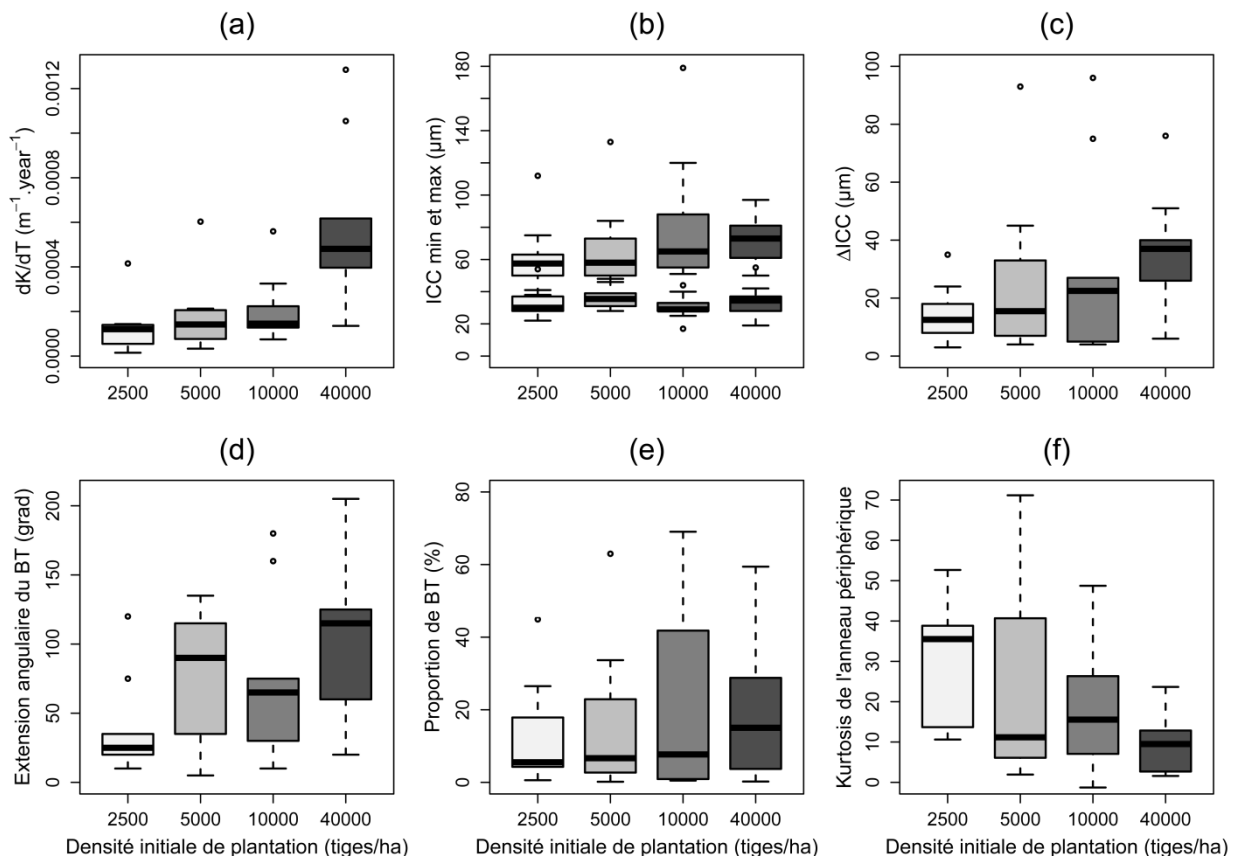 (a)
dK/dT (m⁻¹.year⁻¹)
0.0012
0.0008
0.0004
0.0000
2500 5000 10000 40000
(b)
ICC min et max (µm)
180
140
100
60
40
20
0
2500 5000 10000 40000
(c)
ΔICC (µm)
100
80
60
40
20
0
2500 5000 10000 40000
(d)
Extension angulaire du BT (grad)
200
150
100
50
0
2500 5000 10000 40000
Densité initiale de plantation (tiges/ha)
(e)
Proportion de BT (%)
80
60
40
20
0
2500 5000 10000 40000
Densité initiale de plantation (tiges/ha)
(f)
Kurtosis de l'anneau périphérique
70
60
50
40
30
20
10
0
2500 5000 10000 40000
Densité initiale de plantation (tiges/ha)